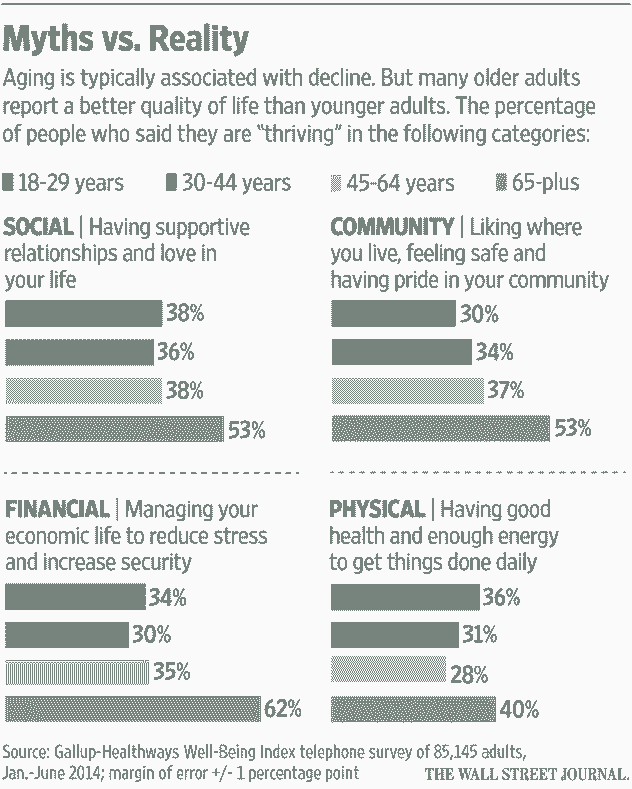 Myths vs. Reality
Aging is typically associated with decline. But many older adults
report a better quality of life than younger adults. The percentage
of people who said they are "thriving" in the following categories:
18-29 years 30-44 years 45-64 years 65-plus
SOCIAL | Having supportive
relationships and love in
your life
38%
36%
38%
53%
COMMUNITY | Liking where
you live, feeling safe and
having pride in your community
30%
34%
37%
53%
FINANCIAL | Managing your
economic life to reduce stress
and increase security
34%
30%
35%
62%
PHYSICAL | Having good
health and enough energy
to get things done daily
36%
31%
28%
40%
Source: Gallup-Healthways Well-Being Index telephone survey of 85,145 adults,
Jan.-June 2014; margin of error +/- 1 percentage point
THE WALL STREET JOURNAL.